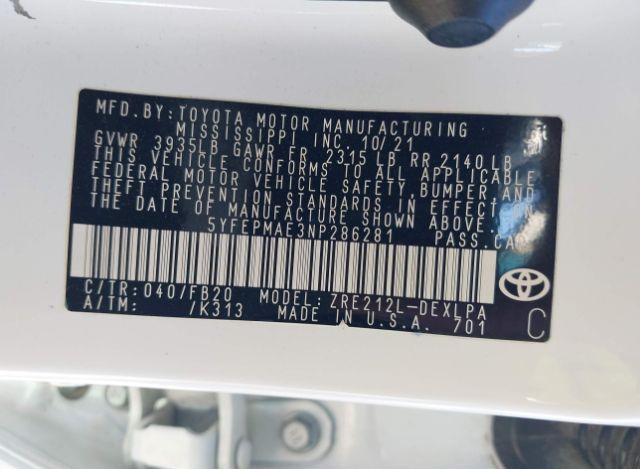 MFD. BY: TOYOTA MOTOR MANUFACTURING
MISSISSIPPI INC. 10/21
GVWR 3935LB GAWR FR 2315 LB RR 2140 LB
THIS VEHICLE CONFORMS TO ALL APPLICABLE
FEDERAL MOTOR VEHICLE SAFETY, BUMPER, AND
THEFT PREVENTION STANDARDS IN EFFECT ON
THE DATE OF MANUFACTURE SHOWN ABOVE.
5YFEPMAE3NP286281 PASS. CAR
C/TR: 040/FB20 MODEL: ZRE212L-DEXLPA
A/TM: /K313 MADE IN U.S.A. 701
C